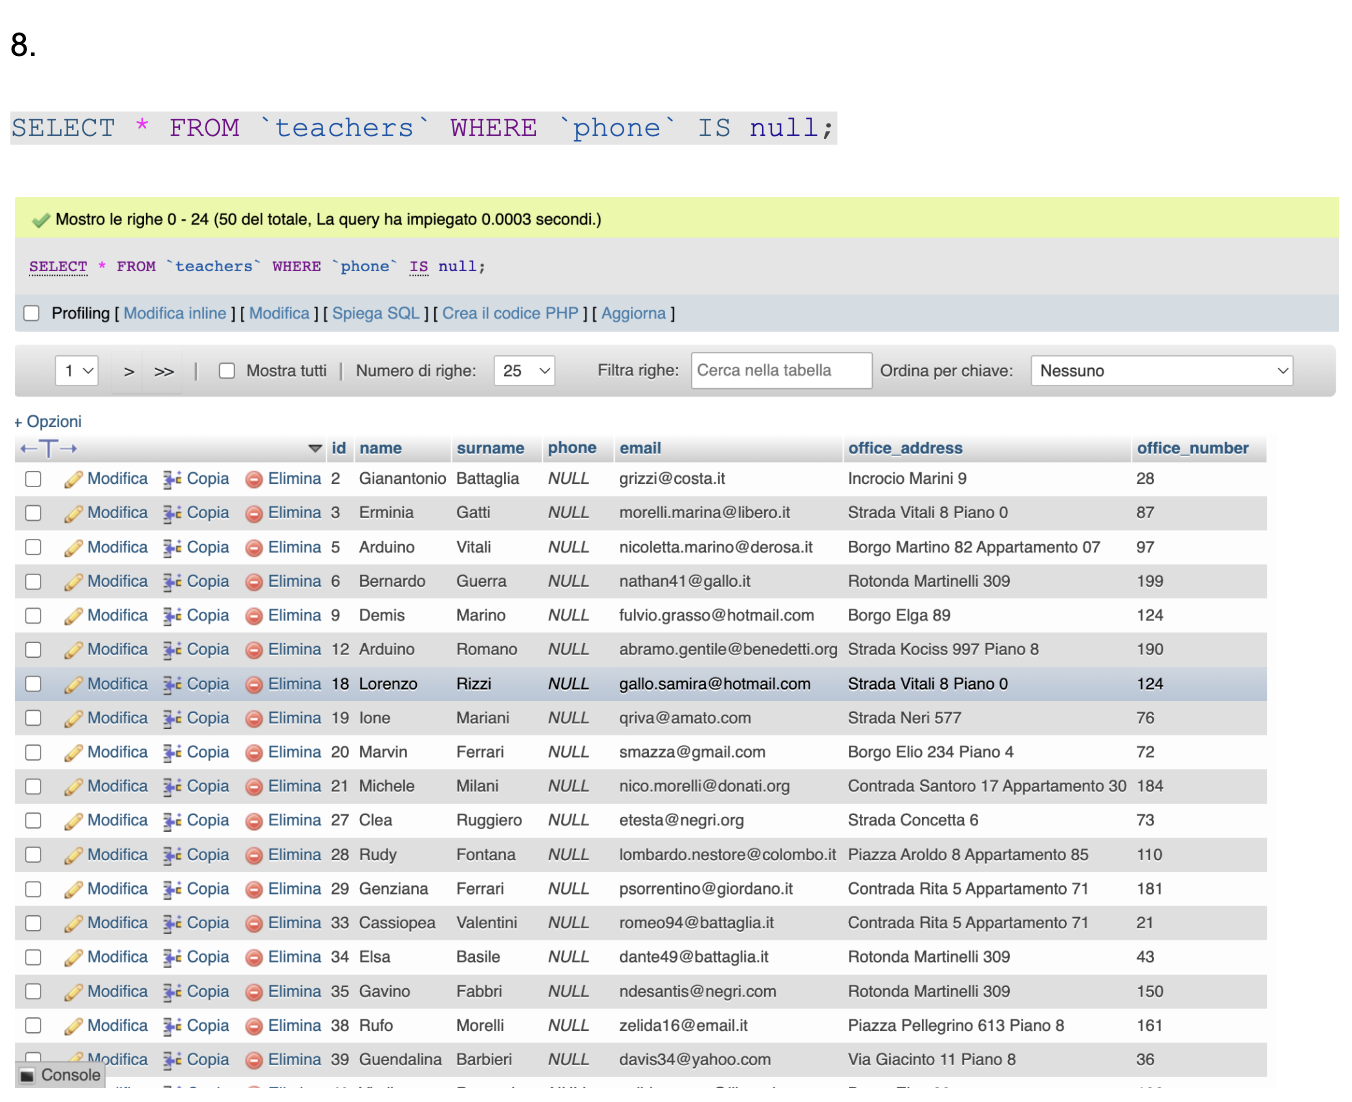 8.
SELECT * FROM `teachers` WHERE `phone` IS null;
Mostro le righe 0 - 24 (50 del totale, La query ha impiegato 0.0003 secondi.)
SELECT * FROM `teachers` WHERE `phone` IS null;
Profiling [ Modifica inline ] [ Modifica ] [ Spiega SQL ] [ Crea il codice PHP ] [ Aggiorna ]
1 > >> | Mostra tutti | Numero di righe: 25 Filtra righe: Cerca nella tabella Ordina per chiave: Nessuno
+ Opzioni
←T→ id name surname phone email office_address office_number
Modifica Copia Elimina 2 Gianantonio Battaglia NULL grizzi@costa.it Incrocio Marini 9 28
Modifica Copia Elimina 3 Erminia Gatti NULL morelli.marina@libero.it Strada Vitali 8 Piano 0 87
Modifica Copia Elimina 5 Arduino Vitali NULL nicoletta.marino@derosa.it Borgo Martino 82 Appartamento 07 97
Modifica Copia Elimina 6 Bernardo Guerra NULL nathan41@gallo.it Rotonda Martinelli 309 199
Modifica Copia Elimina 9 Demis Marino NULL fulvio.grasso@hotmail.com Borgo Elga 89 124
Modifica Copia Elimina 12 Arduino Romano NULL abramo.gentile@benedetti.org Strada Kociss 997 Piano 8 190
Modifica Copia Elimina 18 Lorenzo Rizzi NULL gallo.samira@hotmail.com Strada Vitali 8 Piano 0 124
Modifica Copia Elimina 19 Ione Mariani NULL qriva@amato.com Strada Neri 577 76
Modifica Copia Elimina 20 Marvin Ferrari NULL smazza@gmail.com Borgo Elio 234 Piano 4 72
Modifica Copia Elimina 21 Michele Milani NULL nico.morelli@donati.org Contrada Santoro 17 Appartamento 30 184
Modifica Copia Elimina 27 Clea Ruggiero NULL etesta@negri.org Strada Concetta 6 73
Modifica Copia Elimina 28 Rudy Fontana NULL lombardo.nestore@colombo.it Piazza Aroldo 8 Appartamento 85 110
Modifica Copia Elimina 29 Genziana Ferrari NULL psorrentino@giordano.it Contrada Rita 5 Appartamento 71 181
Modifica Copia Elimina 33 Cassiopea Valentini NULL romeo94@battaglia.it Contrada Rita 5 Appartamento 71 21
Modifica Copia Elimina 34 Elsa Basile NULL dante49@battaglia.it Rotonda Martinelli 309 43
Modifica Copia Elimina 35 Gavino Fabbri NULL ndesantis@negri.com Rotonda Martinelli 309 150
Modifica Copia Elimina 38 Rufo Morelli NULL zelida16@email.it Piazza Pellegrino 613 Piano 8 161
Modifica Copia Elimina 39 Guendalina Barbieri NULL davis34@yahoo.com Via Giacinto 11 Piano 8 36
Console